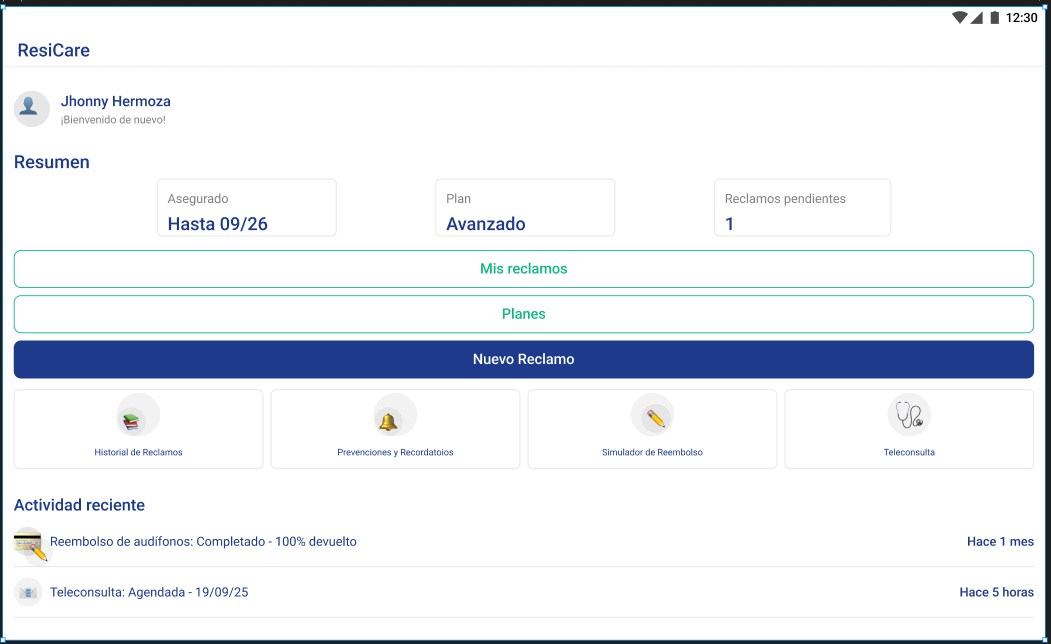 12:30
ResiCare
Jhonny Hermoza
¡Bienvenido de nuevo!
Resumen
Asegurado
Hasta 09/26
Plan
Avanzado
Reclamos pendientes
1
Mis reclamos
Planes
Nuevo Reclamo
Historial de Reclamos
Prevenciones y Recordatoios
Simulador de Reembolso
Teleconsulta
Actividad reciente
Reembolso de audífonos: Completado - 100% devuelto
Hace 1 mes
Teleconsulta: Agendada - 19/09/25
Hace 5 horas